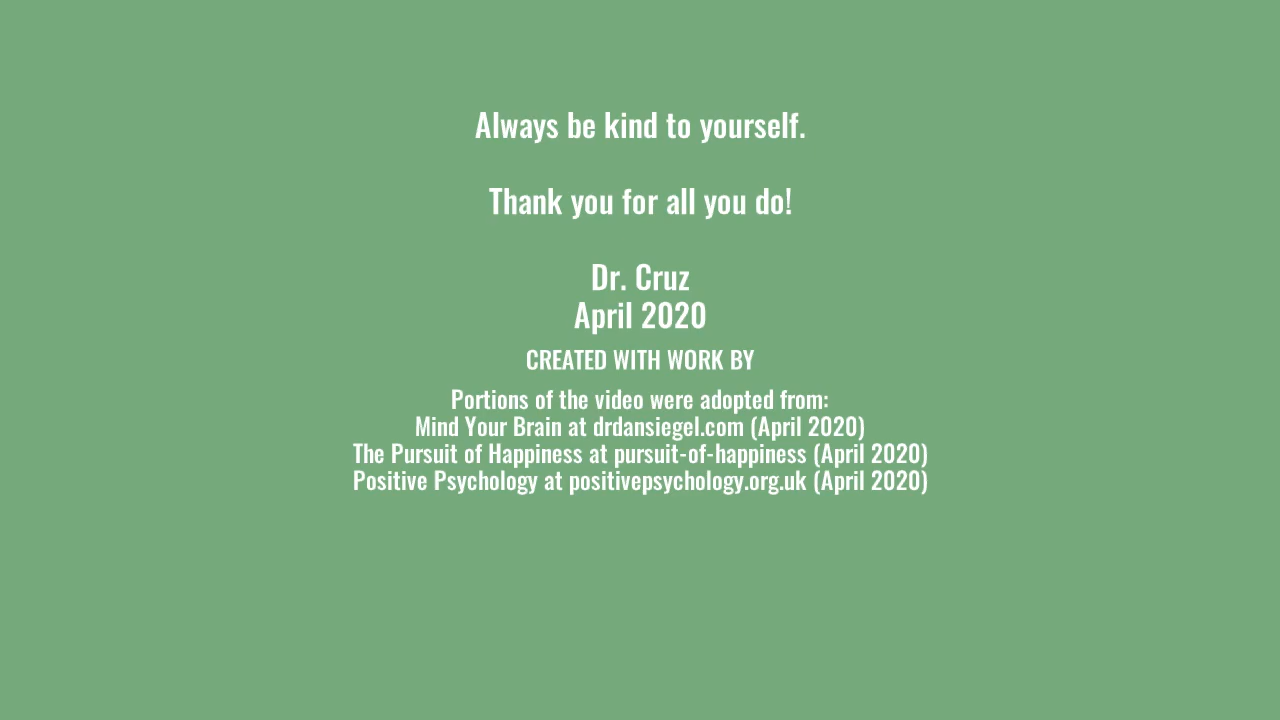 Always be kind to yourself.
Thank you for all you do!
Dr. Cruz
April 2020
CREATED WITH WORK BY
Portions of the video were adopted from:
Mind Your Brain at drdansiegel.com (April 2020)
The Pursuit of Happiness at pursuit-of-happiness (April 2020)
Positive Psychology at positivepsychology.org.uk (April 2020)